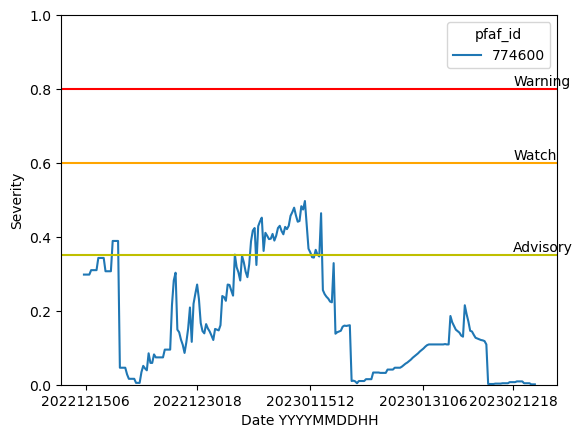 1.0
pfaf_id
774600
Warning
0.8
Watch
0.6
Severity
0.4
Advisory
0.2
0.0
2022121506 2022123018 2023011512 2023013106 2023021218
Date YYYYMMDDHH